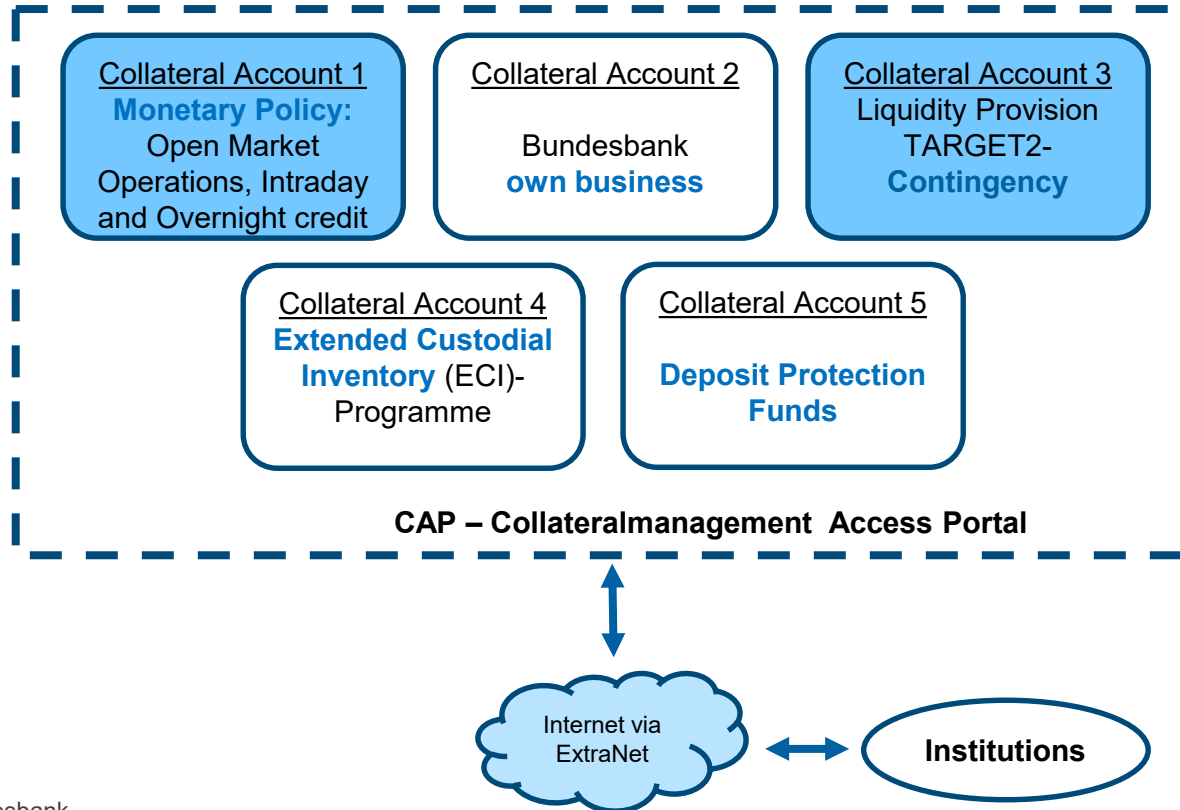 Collateral Account 1
Monetary Policy:
Open Market
Operations, Intraday
and Overnight credit
Collateral Account 2
Bundesbank
own business
Collateral Account 3
Liquidity Provision
TARGET2-
Contingency
Collateral Account 4
Extended Custodial
Inventory (ECI)-
Programme
Collateral Account 5
Deposit Protection
Funds
CAP – Collateralmanagement Access Portal
Internet via
ExtraNet
Institutions